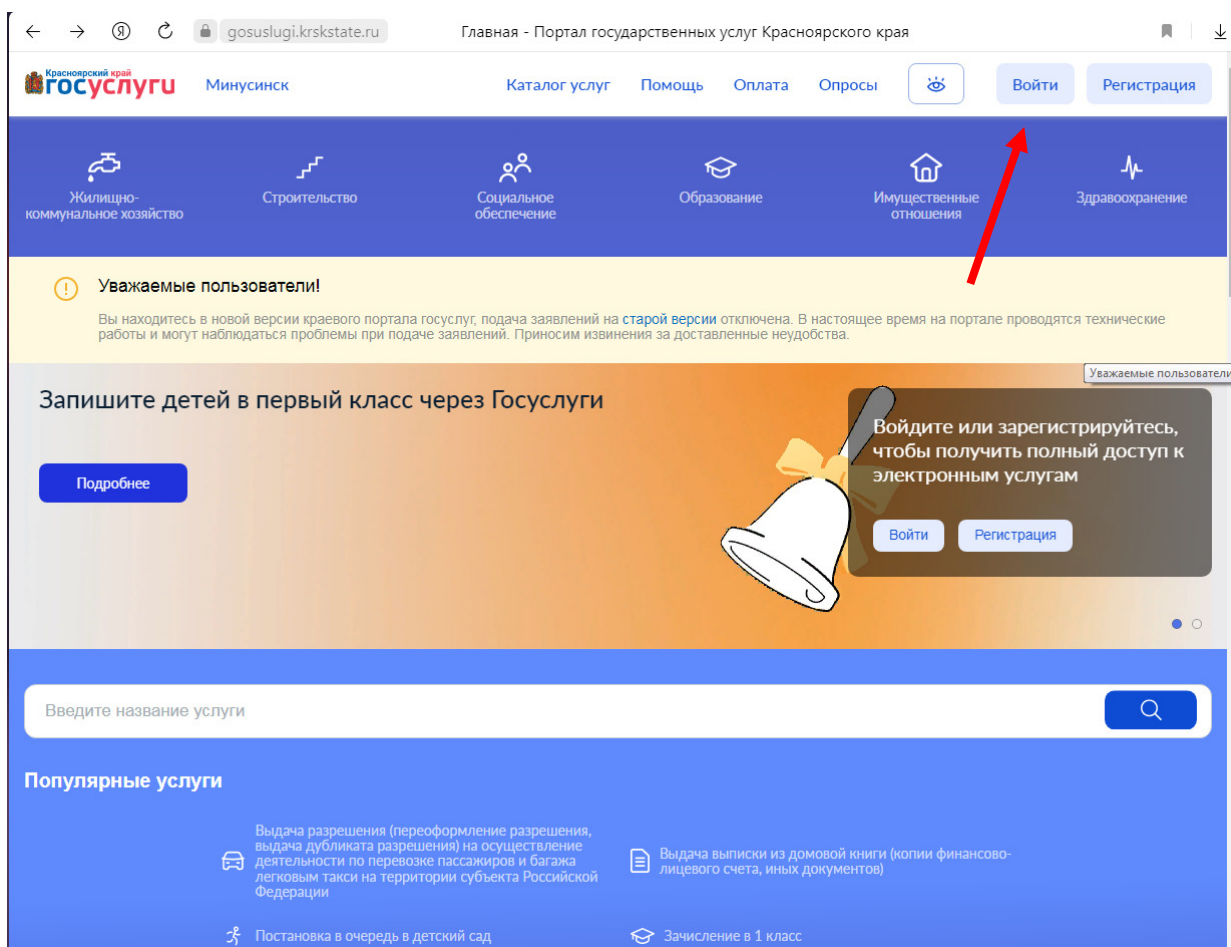 gosuslugi.krskstate.ru Главная - Портал государственных услуг Красноярского края
Красноярский край
госуслуги Минусинск Каталог услуг Помощь Оплата Опросы Войти Регистрация
Жилищно-
коммунальное хозяйство
Строительство
Социальное
обеспечение
Образование
Имущественные
отношения
Здравоохранение
Уважаемые пользователи!
Вы находитесь в новой версии краевого портала госуслуг, подача заявлений на старой версии отключена. В настоящее время на портале проводятся технические
работы и могут наблюдаться проблемы при подаче заявлений. Приносим извинения за доставленные неудобства.
Уважаемые пользователи
Запишите детей в первый класс через Госуслуги
Подробнее
Войдите или зарегистрируйтесь,
чтобы получить полный доступ к
электронным услугам
Войти Регистрация
Введите название услуги
Популярные услуги
Выдача разрешения (переоформление разрешения,
выдача дубликата разрешения) на осуществление
деятельности по перевозке пассажиров и багажа
легковым такси на территории субъекта Российской
Федерации
Выдача выписки из домовой книги (копии финансово-
лицевого счета, иных документов)
Постановка в очередь в детский сад
Зачисление в 1 класс